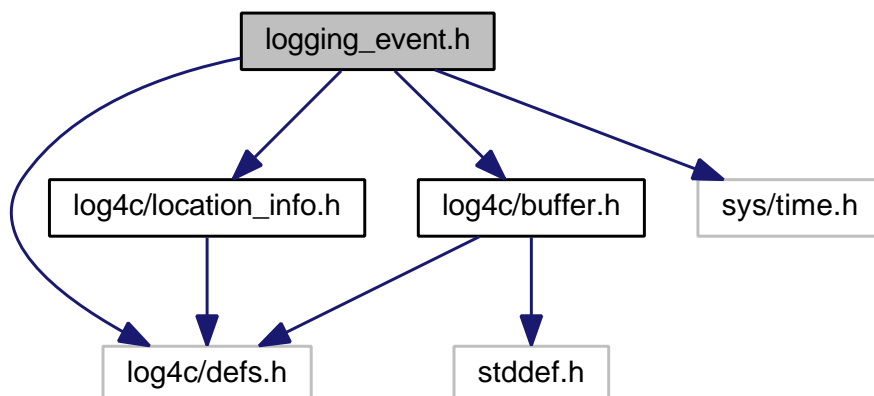 logging_event.h
log4c/location_info.h
log4c/buffer.h
sys/time.h
log4c/defs.h
stddef.h